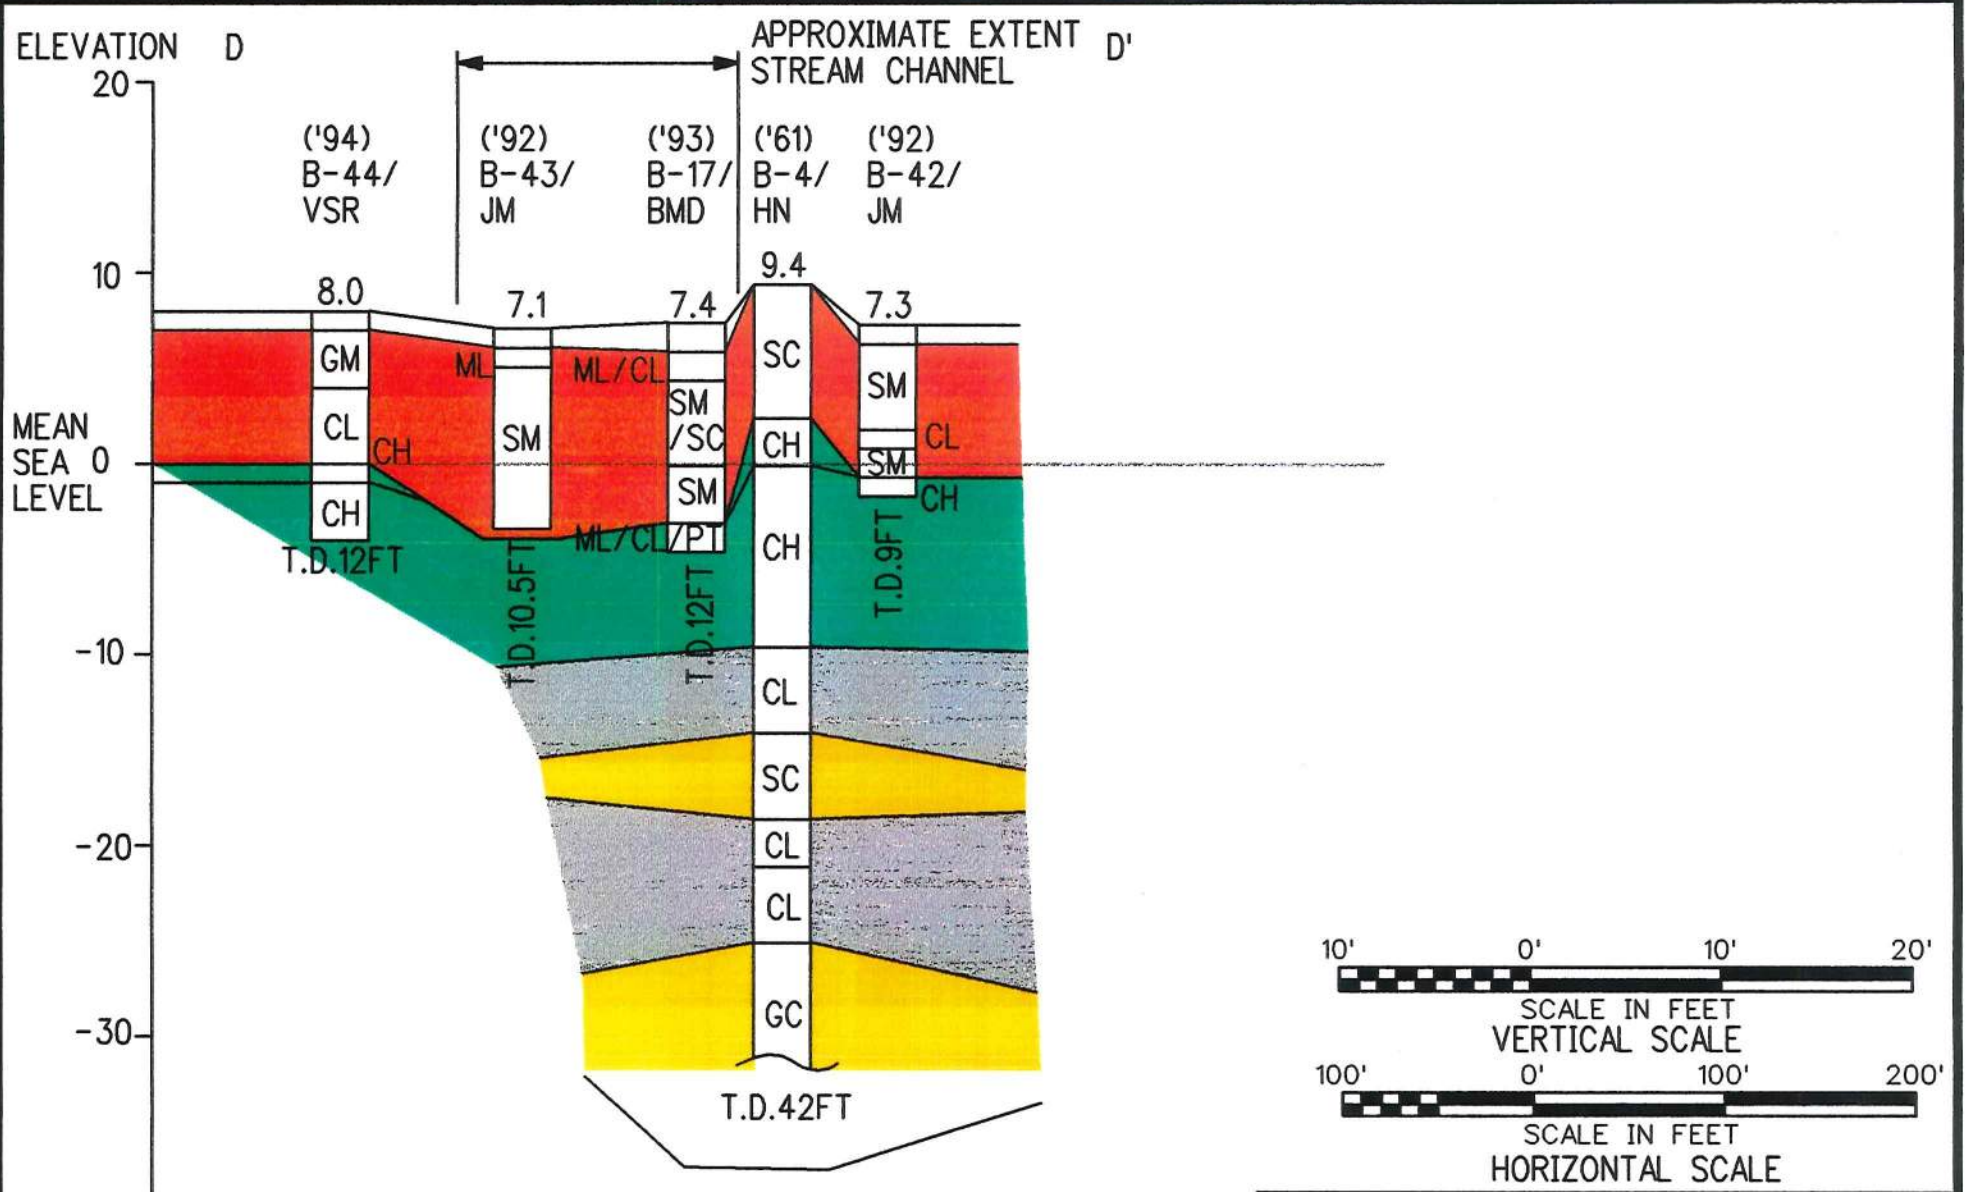 ELEVATION D
APPROXIMATE EXTENT
STREAM CHANNEL
D'
20
('94)
B-44/
VSR
('92)
B-43/
JM
('93)
B-17/
BMD
('61)
B-4/
HN
('92)
B-42/
JM
10
8.0
7.1
7.4
9.4
7.3
GM
CL
CH
CH
T.D.12FT
ML
SM
T.D.10.5FT
ML/CL
SM
/SC
SM
ML/CL/PT
T.D.12FT
SC
CH
CH
CL
SC
CL
CL
GC
T.D.42FT
SM
CL
SM
CH
T.D.9FT
MEAN
SEA 0
LEVEL
-10
-20
-30
10' 0' 10' 20'
SCALE IN FEET
VERTICAL SCALE
100' 0' 100' 200'
SCALE IN FEET
HORIZONTAL SCALE